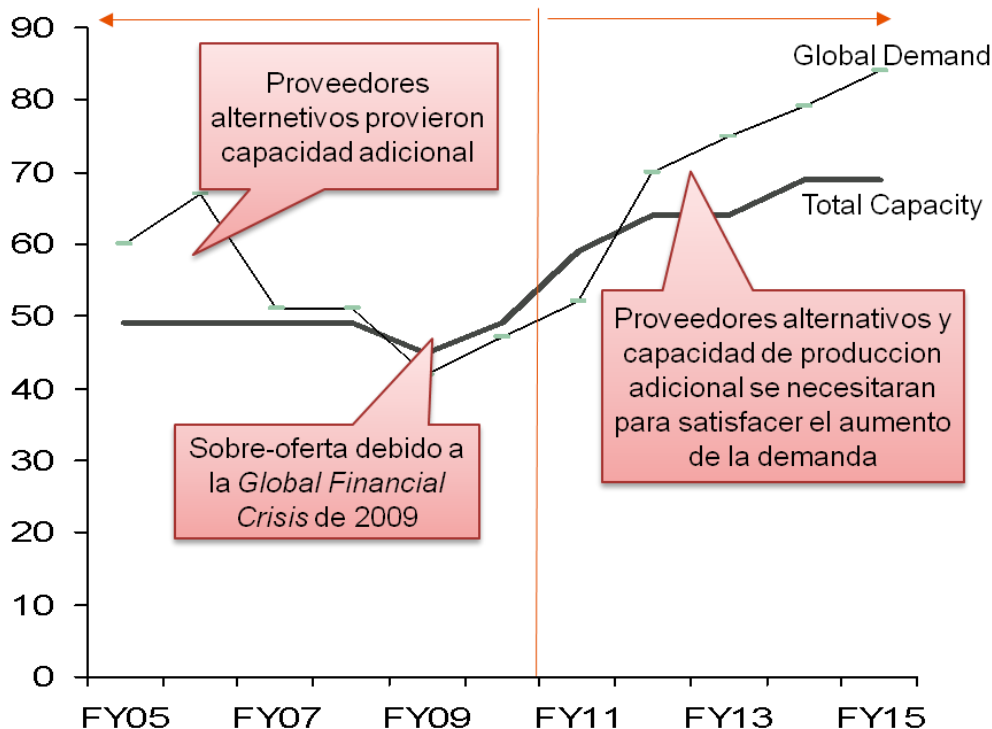 90
80
70
60
50
40
30
20
10
0
Proveedores
alternetivos provieron
capacidad adicional
Global Demand
Total Capacity
Sobre-oferta debido a
la Global Financial
Crisis de 2009
Proveedores alternativos y
capacidad de produccion
adicional se necesitaran
para satisfacer el aumento
de la demanda
FY05 FY07 FY09 FY11 FY13 FY15